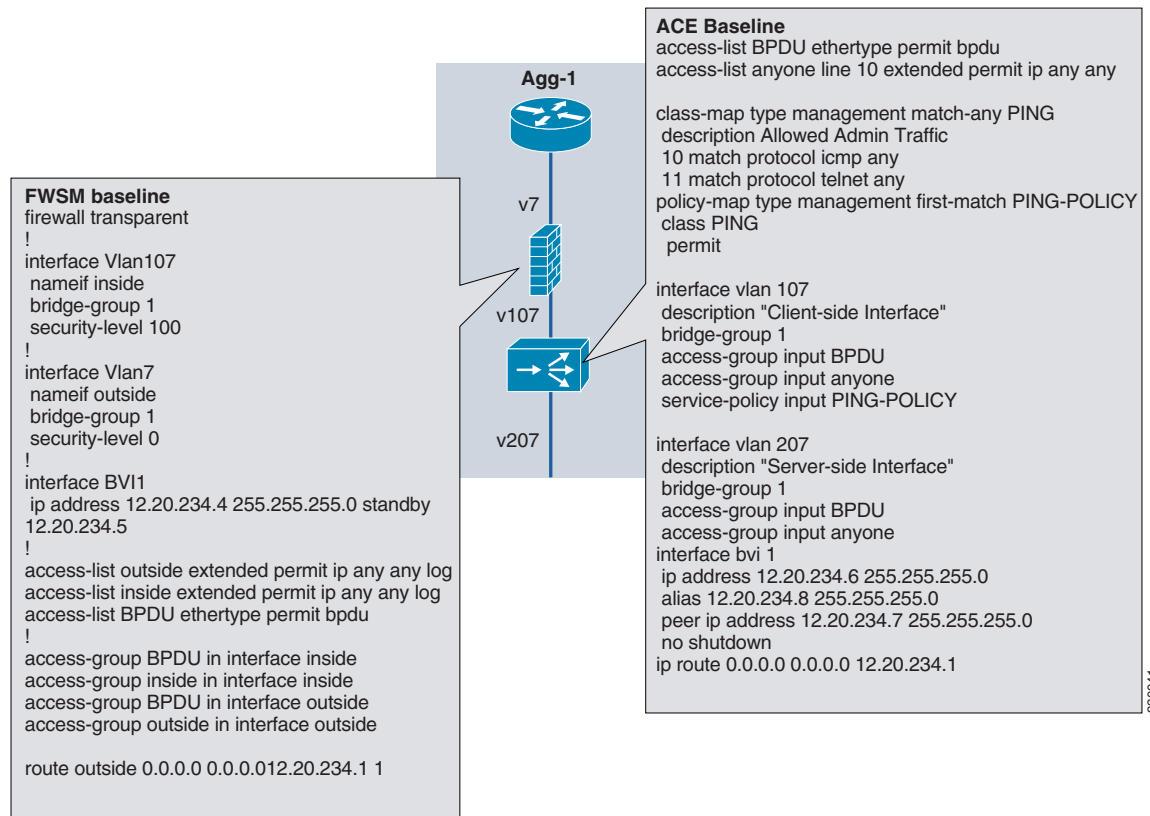 FWSM baseline
firewall transparent
!
interface Vlan107
nameif inside
bridge-group 1
security-level 100
!
interface Vlan7
nameif outside
bridge-group 1
security-level 0
!
interface BVI1
ip address 12.20.234.4 255.255.255.0 standby
12.20.234.5
!
access-list outside extended permit ip any any log
access-list inside extended permit ip any any log
access-list BPDU ethertype permit bpdu
!
access-group BPDU in interface inside
access-group inside in interface inside
access-group BPDU in interface outside
access-group outside in interface outside
route outside 0.0.0.0 0.0.0.012.20.234.1 1
Agg-1
v7
v107
v207
ACE Baseline
access-list BPDU ethertype permit bpdu
access-list anyone line 10 extended permit ip any any
class-map type management match-any PING
description Allowed Admin Traffic
10 match protocol icmp any
11 match protocol telnet any
policy-map type management first-match PING-POLICY
class PING
permit
interface vlan 107
description "Client-side Interface"
bridge-group 1
access-group input BPDU
access-group input anyone
service-policy input PING-POLICY
interface vlan 207
description "Server-side Interface"
bridge-group 1
access-group input BPDU
access-group input anyone
interface bvi 1
ip address 12.20.234.6 255.255.255.0
alias 12.20.234.8 255.255.255.0
peer ip address 12.20.234.7 255.255.255.0
no shutdown
ip route 0.0.0.0 0.0.0.0 12.20.234.1